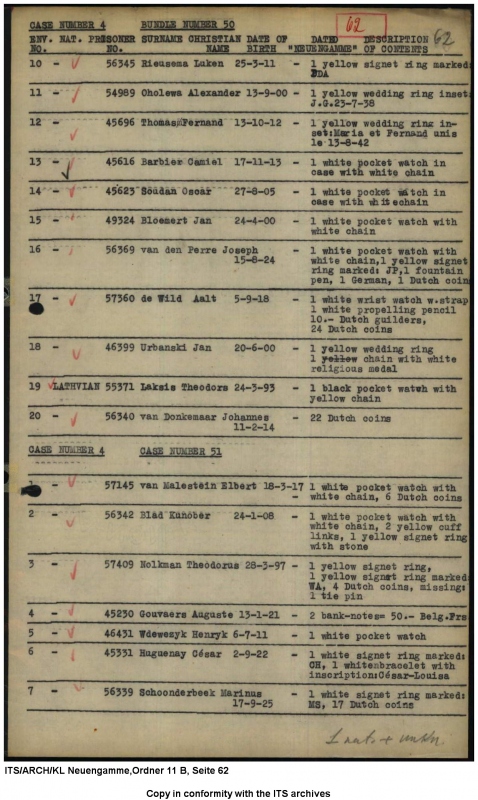 62
62
CASE NUMBER 4 BUNDLE NUMBER 50
ENV. NAT. PRISONER SURNAME CHRISTIAN DATE OF DATED DESCRIPTION
NO. NO. NAME BIRTH "NEUENGAMME" OF CONTENTS
10 - 56345 Rieusema Luken 25-3-11 - 1 yellow signet ring marked:
DA
11 - 54989 Oholewa Alexander 13-9-00 - 1 yellow wedding ring inset:
J.G.23-7-38
12 - 45696 Thomas Fernand 13-10-12 - 1 yellow wedding ring in-
set:Maria et Fernand unis
le 13-8-42
13 - 45616 Barbier Camiel 17-11-13 - 1 white pocket watch in
case with white chain
14 - 45623 Soudan Oscar 27-8-05 - 1 white pocket watch in
case with whitechain
15 - 49324 Bloemert Jan 24-4-00 - 1 white pocket watch with
white chain
16 - 56369 van den Perre Joseph - 1 white pocket watch with
15-8-24 white chain,1 yellow signet
ring marked: JP,1 fountain
pen, 1 German, 1 Dutch coin
17 - 57360 de Wild Aalt 5-9-18 - 1 white wrist watch w.strap
1 white propelling pencil
10.- Dutch guilders,
24 Dutch coins
18 - 46399 Urbanski Jan 20-6-00 - 1 yellow wedding ring
1 yellow chain with white
religious medal
19 LATHVIAN 55371 Laksis Theodors 24-3-93 - 1 black pocket watch with
yellow chain
20 - 56340 van Donkemaar Johannes - 22 Dutch coins
11-2-14
CASE NUMBER 4 CASE NUMBER 51
1 - 57145 van Malestein Elbert 18-3-17 1 white pocket watch with
- white chain, 6 Dutch coins
2 - 56342 Blad Kunober 24-1-08 - 1 white pocket watch with
white chain, 2 yellow cuff
links, 1 yellow signet ring
with stone
3 - 57409 Nolkman Theodorus 28-3-97 - 1 yellow signet ring,
1 yellow signet ring marked:
WA, 4 Dutch coins, missing:
1 tie pin
4 - 45230 Gouvaers Auguste 13-1-21 - 2 bank-notes= 50.- Belg.Frs
5 - 46431 Wdewesyk Henryk 6-7-11 - 1 white pocket watch
6 - 45331 Huguenay César 2-9-22 - 1 white signet ring marked:
CH, 1 whitenbracelet with
inscription:César-Louisa
7 - 56339 Schoonderbeek Marinus - 1 white signet ring marked:
17-9-25 MS, 17 Dutch coins
ITS/ARCH/KL Neuengamme,Ordner 11 B, Seite 62
Copy in conformity with the ITS archives